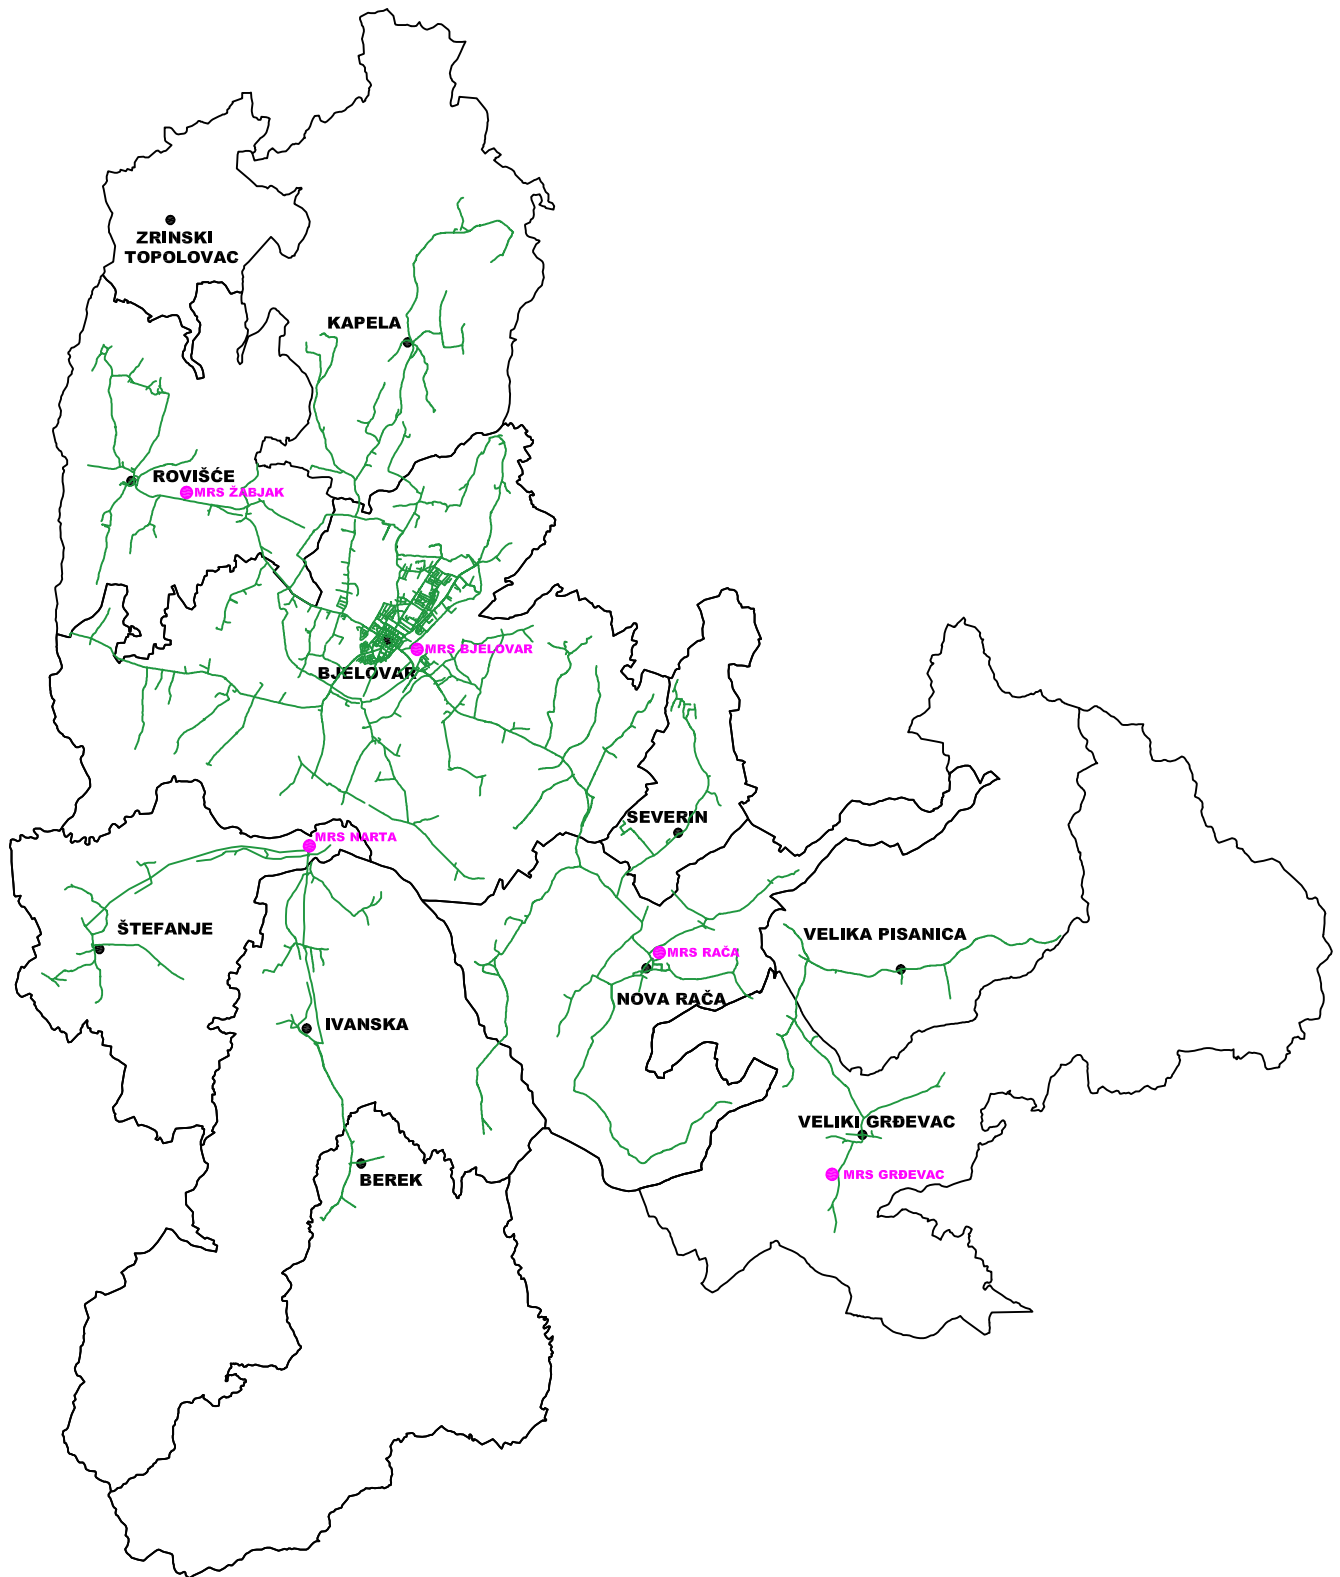 ZRINSKI
TOPOLOVAC
KAPELA
ROVIŠĆE
MRS ŽABJAK
MRS BJELOVAR
BJELOVAR
SEVERIN
MRS NARTA
ŠTEFANJE
VELIKA PISANICA
MRS RAČA
NOVA RAČA
IVANSKA
VELIKI GRĐEVAC
BEREK
MRS GRĐEVAC